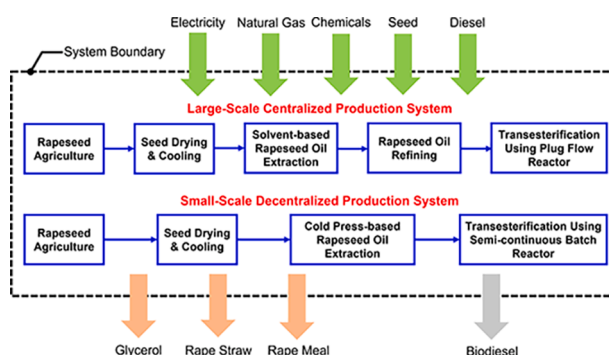 Electricity Natural Gas Chemicals Seed Diesel
System Boundary
Large-Scale Centralized Production System
Rapeseed
Agriculture
Seed Drying
& Cooling
Solvent-based
Rapeseed Oil
Extraction
Rapeseed Oil
Refining
Transesterification
Using Plug Flow
Reactor
Small-Scale Decentralized Production System
Rapeseed
Agriculture
Seed Drying
& Cooling
Cold Press-based
Rapeseed Oil
Extraction
Transesterification Using
Semi-continuous Batch
Reactor
Glycerol Rape Straw Rape Meal Biodiesel